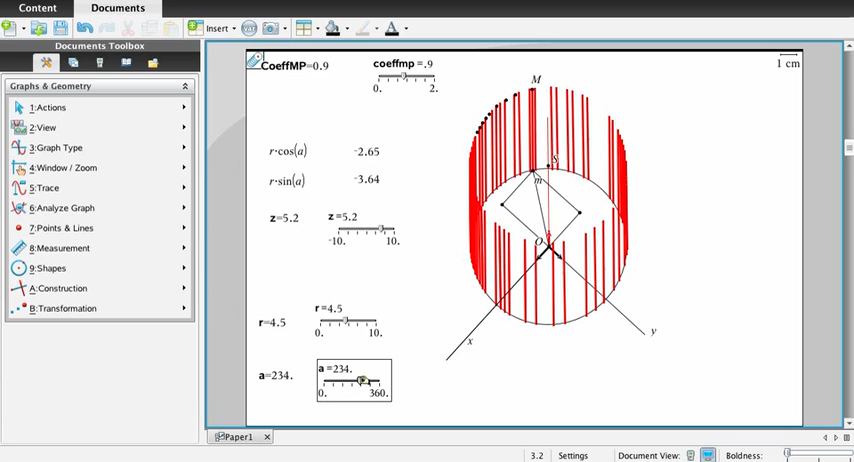 Content
Documents
Insert
Documents Toolbox
Graphs & Geometry
1:Actions
2:View
3:Graph Type
4:Window / Zoom
5:Trace
6:Analyze Graph
7:Points & Lines
8:Measurement
9:Shapes
A:Construction
B:Transformation
CoeffMP=0.9
coeffmp =.9
0. 2.
1 cm
M
r·cos(a) -2.65
r·sin(a) -3.64
S
m
z=5.2
z =5.2
-10. 10.
O
r=4.5
r =4.5
0. 10.
x
y
a=234.
a =234.
0. 360.
Paper1
3.2 Settings Document View: Boldness: